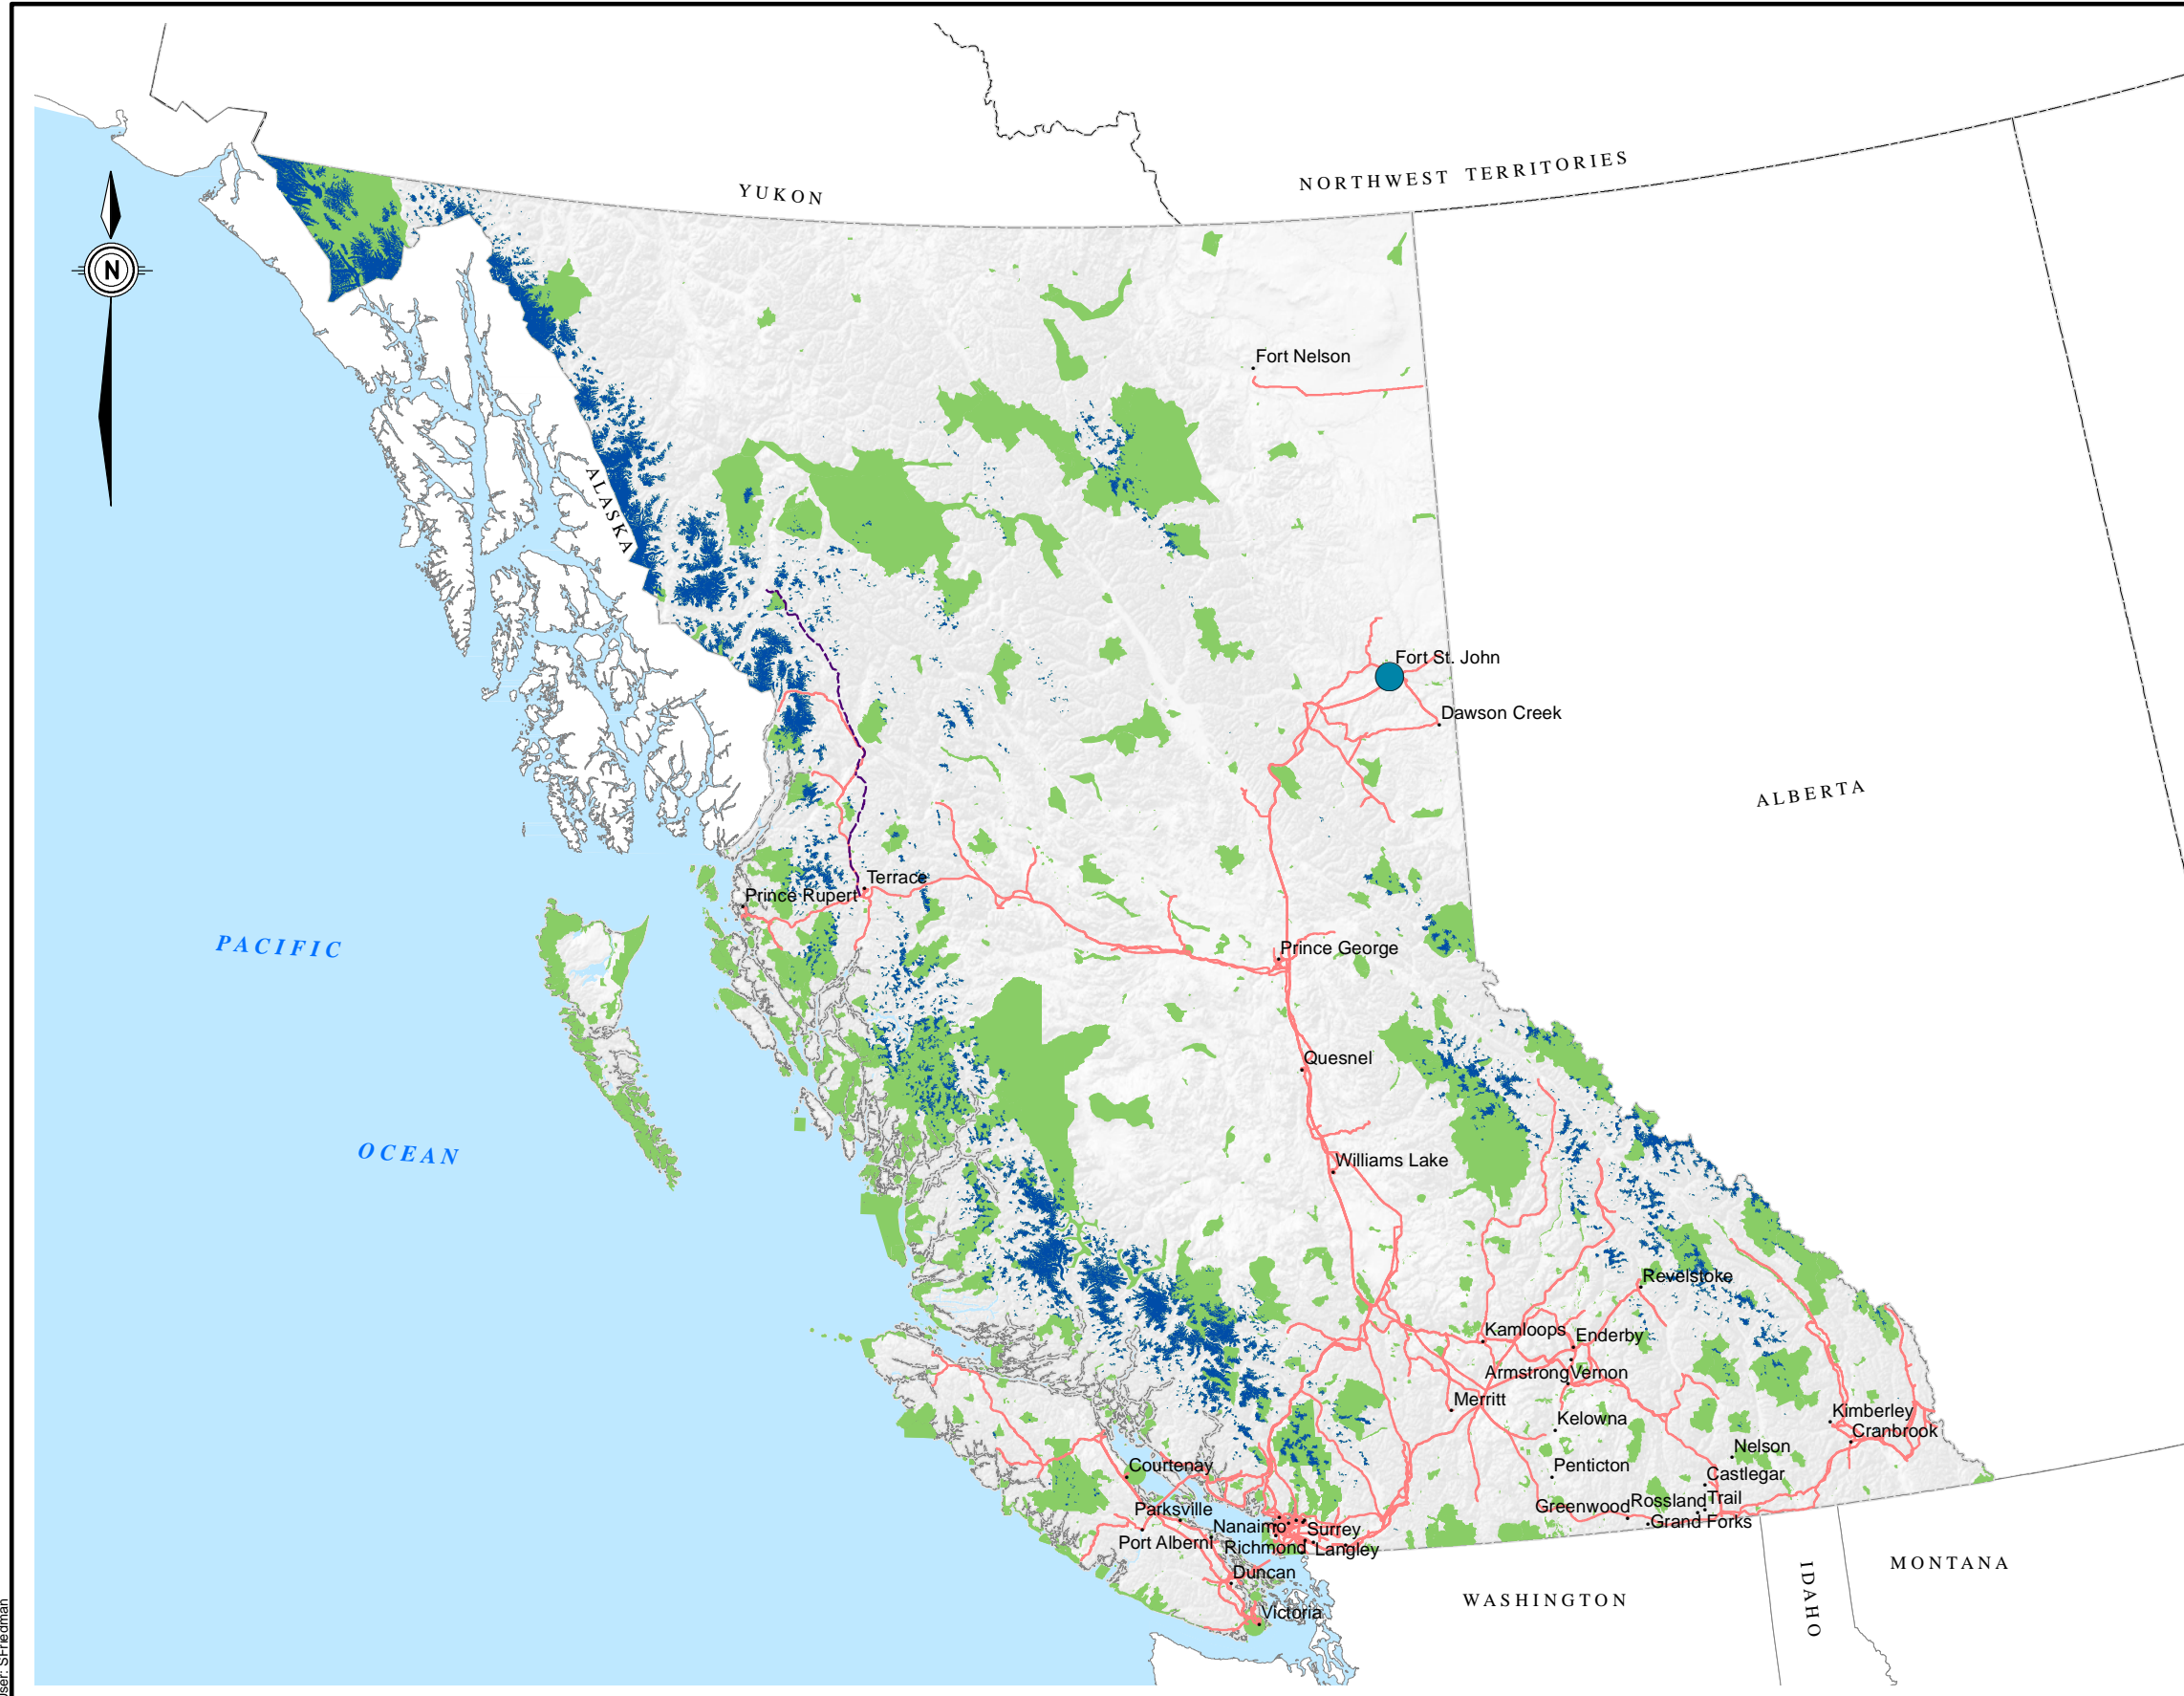 YUKON
NORTHWEST TERRITORIES
N
Fort Nelson
ALASKA
Fort St. John
Dawson Creek
ALBERTA
Terrace
Prince Rupert
PACIFIC
Prince George
Quesnel
OCEAN
Williams Lake
Revelstoke
Kamloops
Enderby
Armstrong
Vernon
Merritt
Kimberley
Kelowna
Cranbrook
Nelson
Courtenay
Penticton
Castlegar
Greenwood
Rossland
Trail
Parksville
Grand Forks
Nanaimo
Surrey
Port Alberni
Richmond
Langley
Duncan
MONTANA
IDAHO
WASHINGTON
Victoria
User: SFriedman